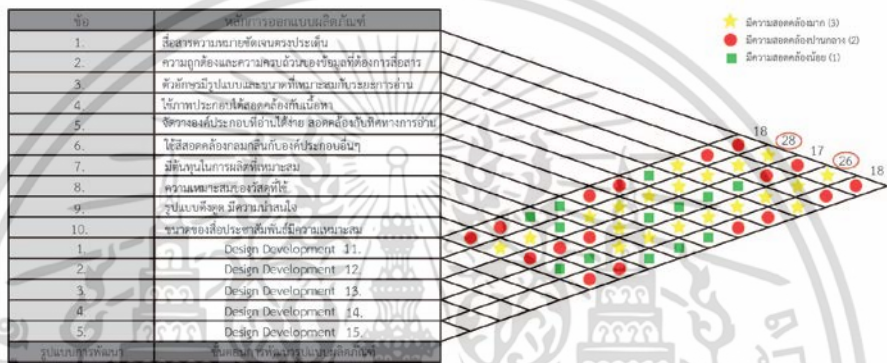 ข้อ หลักการออกแบบผลิตภัณฑ์
1. สื่อสารความหมายชัดเจนตรงประเด็น
2. ความถูกต้องและความครบถ้วนของข้อมูลที่ต้องการสื่อสาร
3. ตัวอักษรมีรูปแบบและขนาดที่เหมาะสมกับระยะการอ่าน
4. ใช้ภาพประกอบได้สอดคล้องกับเนื้อหา
5. จัดวางองค์ประกอบที่อ่านได้ง่าย สอดคล้องกับทิศทางการอ่าน
6. ใช้สีสอดคล้องกลมกลืนกับองค์ประกอบอื่นๆ
7. มีต้นทุนในการผลิตที่เหมาะสม
8. ความเหมาะสมของวัสดุที่ใช้
9. รูปแบบดึงดูด มีความน่าสนใจ
10. ขนาดของสื่อประชาสัมพันธ์มีความเหมาะสม
1. Design Development 11.
2. Design Development 12.
3. Design Development 13.
4. Design Development 14.
5. Design Development 15.
รูปแบบการพัฒนา ขั้นตอนการพัฒนารูปแบบผลิตภัณฑ์
มีความสอดคล้องมาก (3)
มีความสอดคล้องปานกลาง (2)
มีความสอดคล้องน้อย (1)
18
28
17
26
18